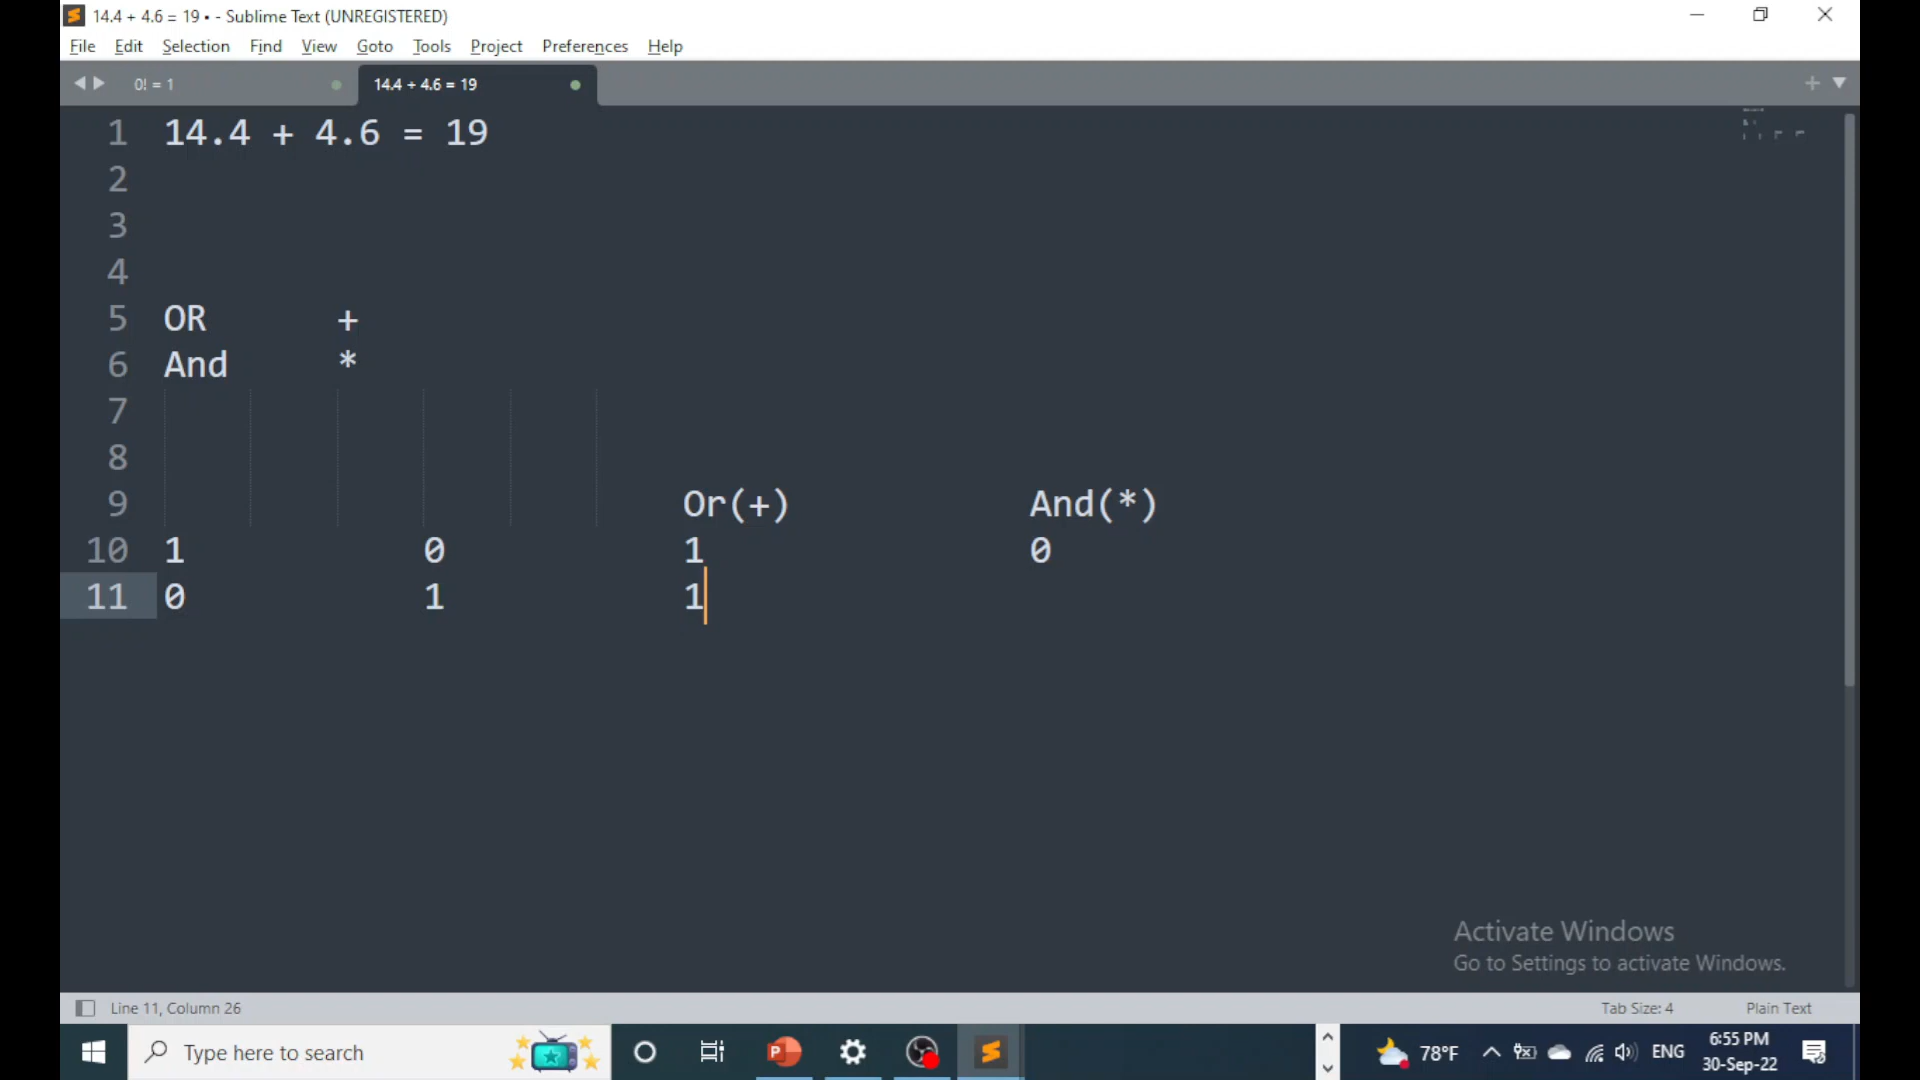 14.4 + 4.6 = 19 • - Sublime Text (UNREGISTERED)
File Edit Selection Find View Goto Tools Project Preferences Help
0! = 1 14.4 + 4.6 = 19
1 14.4 + 4.6 = 19
2
3
4
5 OR +
6 And *
7
8
9 Or(+) And(*)
10 1 0 1 0
11 0 1 1
Activate Windows
Go to Settings to activate Windows.
Line 11, Column 26 Tab Size: 4 Plain Text
Type here to search 78°F ENG 6:55 PM
30-Sep-22